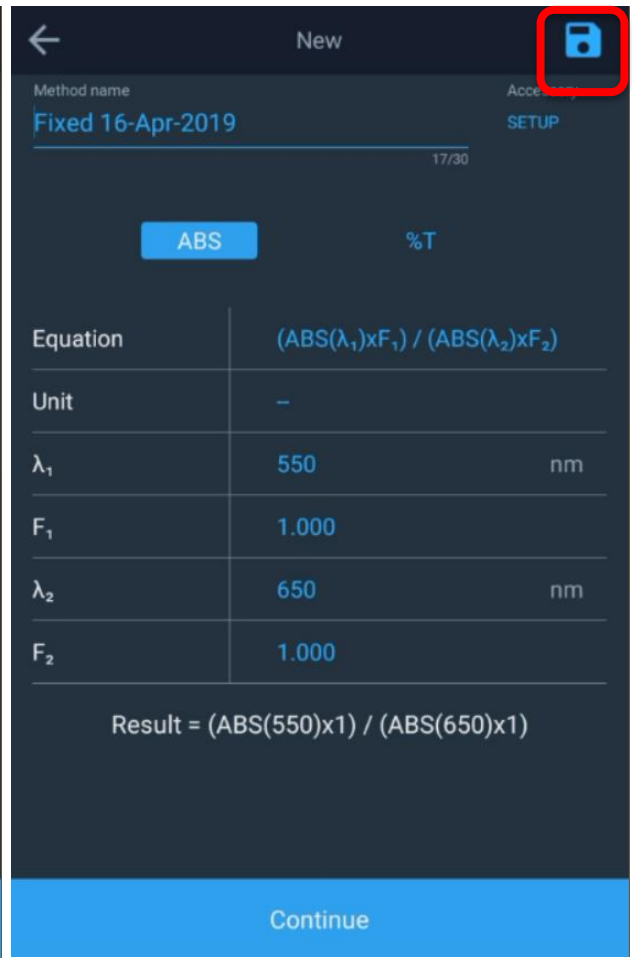 New
Method name
Accessory
Fixed 16-Apr-2019
SETUP
17/30
ABS %T
Equation (ABS(λ₁)xF₁) / (ABS(λ₂)xF₂)
Unit –
λ₁ 550 nm
F₁ 1.000
λ₂ 650 nm
F₂ 1.000
Result = (ABS(550)x1) / (ABS(650)x1)
Continue